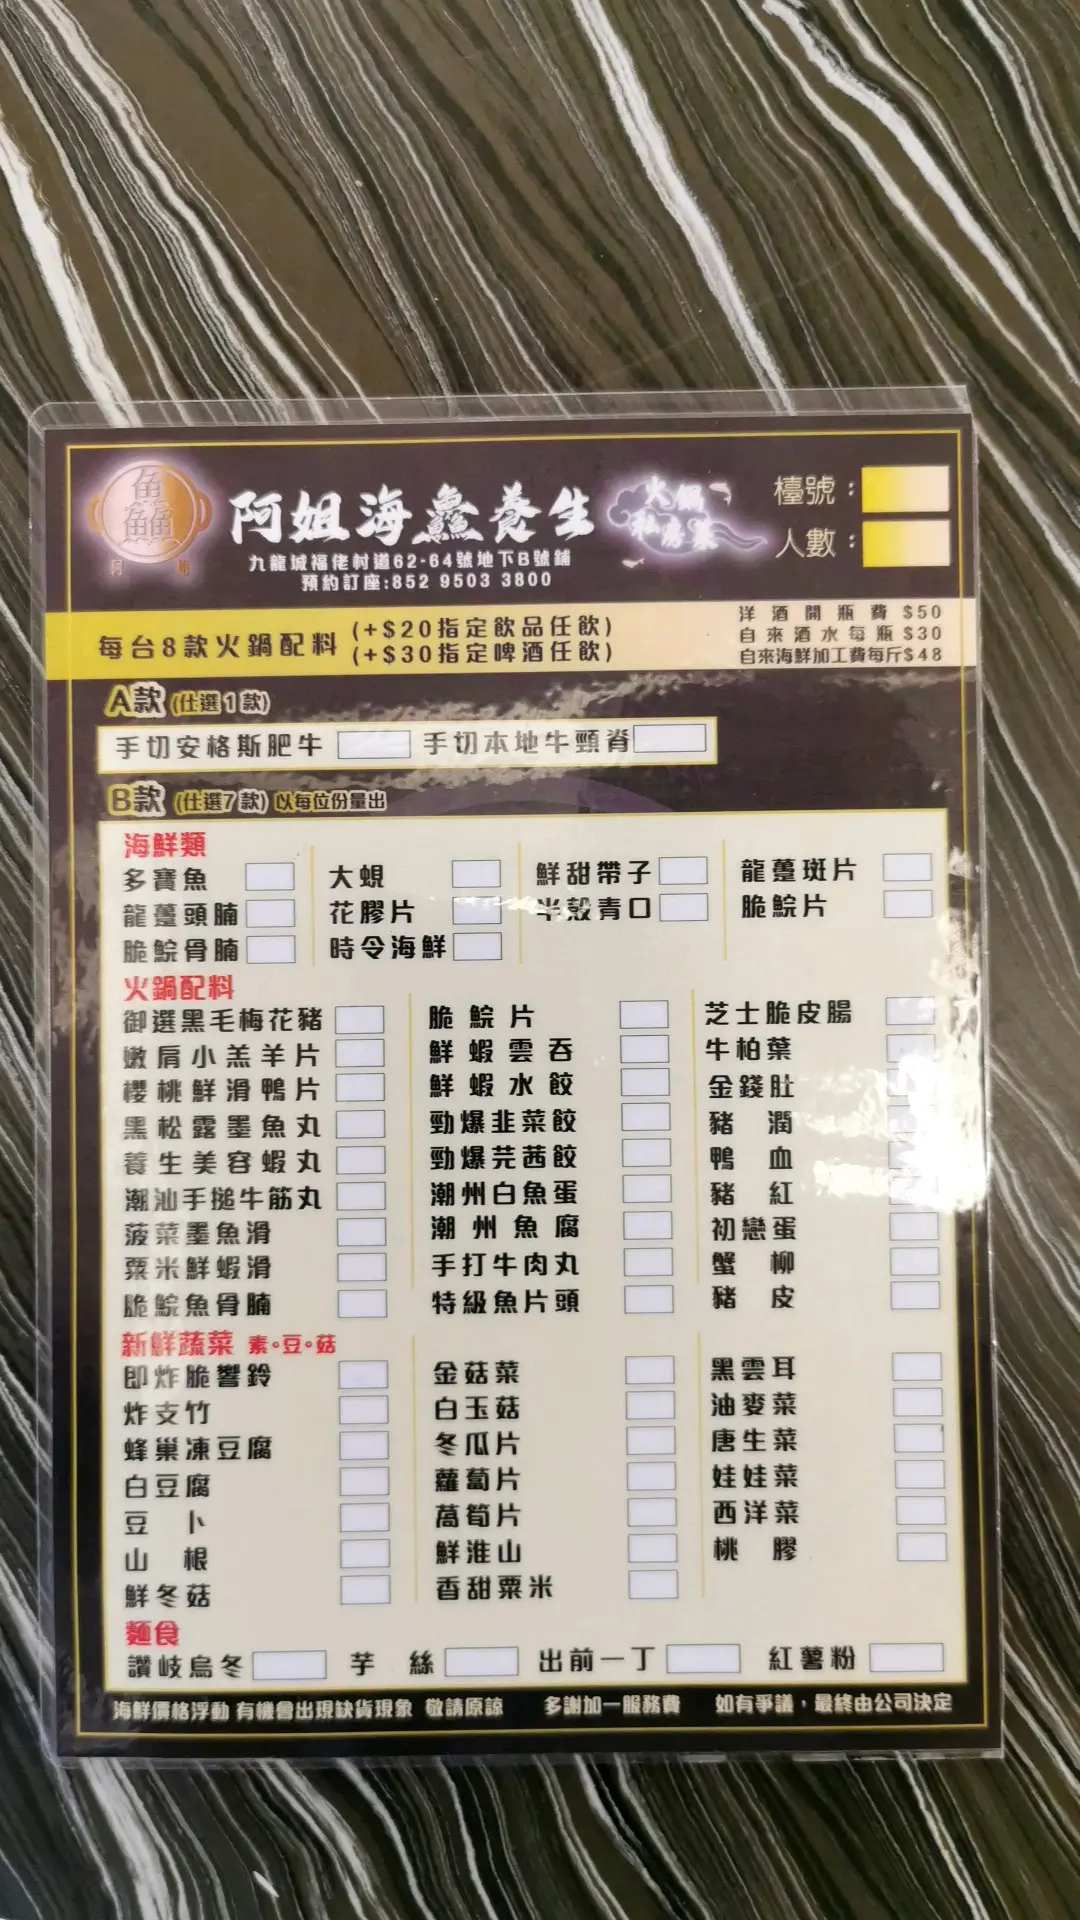 魚
鱻
阿姐海鱻養生
火鍋
私房菜
九龍城福佬村道62-64號地下B號鋪
預約訂座:852 9503 3800
檯號：
人數：
每台8款火鍋配料
(+$20指定飲品任飲)
(+$30指定啤酒任飲)
洋酒開瓶費 $50
自來酒水每瓶 $30
自來海鮮加工費每斤$48
A款 (任選1款)
手切安格斯肥牛 手切本地牛頸脊
B款 (任選7款) 以每位份量出
海鮮類
多寶魚 大蜆 鮮甜帶子 龍躉斑片
龍躉頭腩 花膠片 半殼青口 脆鯇片
脆鯇骨腩 時令海鮮
火鍋配料
御選黑毛梅花豬 脆鯇片 芝士脆皮腸
嫩肩小羔羊片 鮮蝦雲吞 牛柏葉
櫻桃鮮滑鴨片 鮮蝦水餃 金錢肚
黑松露墨魚丸 勁爆韭菜餃 豬潤
養生美容蝦丸 勁爆芫茜餃 鴨血
潮汕手搥牛筋丸 潮州白魚蛋 豬紅
菠菜墨魚滑 潮州魚腐 初戀蛋
粟米鮮蝦滑 手打牛肉丸 蟹柳
脆鯇魚骨腩 特級魚片頭 豬皮
新鮮蔬菜 素。豆。菇
即炸脆響鈴 金菇菜 黑雲耳
炸支竹 白玉菇 油麥菜
蜂巢凍豆腐 冬瓜片 唐生菜
白豆腐 蘿蔔片 娃娃菜
豆卜 萵筍片 西洋菜
山根 鮮淮山 桃膠
鮮冬菇 香甜粟米
麵食
讚岐烏冬 芋絲 出前一丁 紅薯粉
海鮮價格浮動 有機會出現缺貨現象 敬請原諒 多謝加一服務費 如有爭議，最終由公司決定